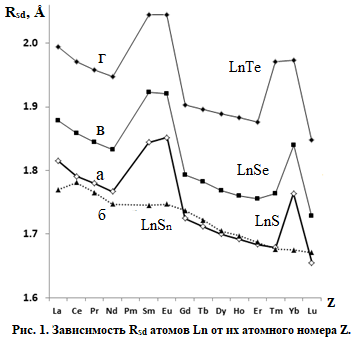 R_sd, Å
2.0
1.9
1.8
1.7
1.6
г
LnTe
в
LnSe
а
LnS
б
LnSₙ
Z
La Ce Pr Nd Pm Sm Eu Gd Tb Dy Ho Er Tm Yb Lu
Рис. 1. Зависимость R_sd атомов Ln от их атомного номера Z.